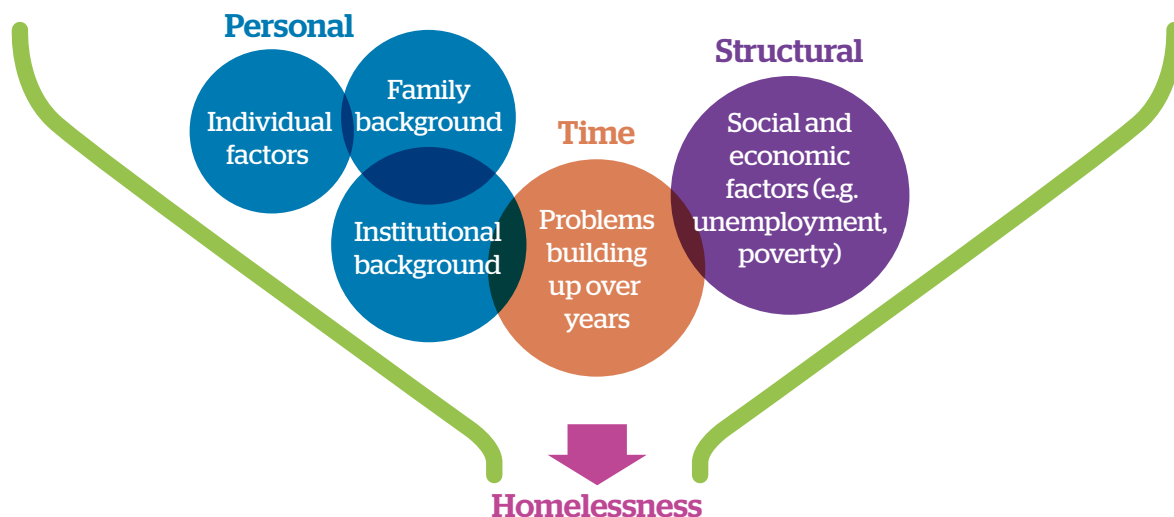 Personal
Individual
factors
Family
background
Institutional
background
Time
Problems
building
up over
years
Structural
Social and
economic
factors (e.g.
unemployment,
poverty)
Homelessness